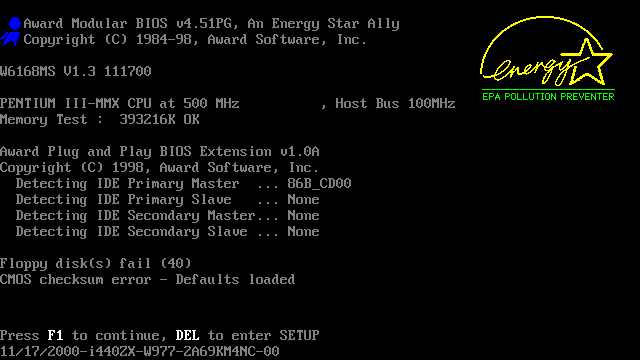 Award Modular BIOS v4.51PG, An Energy Star Ally
Copyright (C) 1984-98, Award Software, Inc.
energy
EPA POLLUTION PREVENTER
W6168MS V1.3 111700
PENTIUM III-MMX CPU at 500 MHz , Host Bus 100MHz
Memory Test : 393216K OK
Award Plug and Play BIOS Extension v1.0A
Copyright (C) 1998, Award Software, Inc.
Detecting IDE Primary Master ... 86B_CD00
Detecting IDE Primary Slave ... None
Detecting IDE Secondary Master... None
Detecting IDE Secondary Slave ... None
Floppy disk(s) fail (40)
CMOS checksum error - Defaults loaded
Press F1 to continue, DEL to enter SETUP
11/17/2000-i440ZX-W977-2A69KM4NC-00